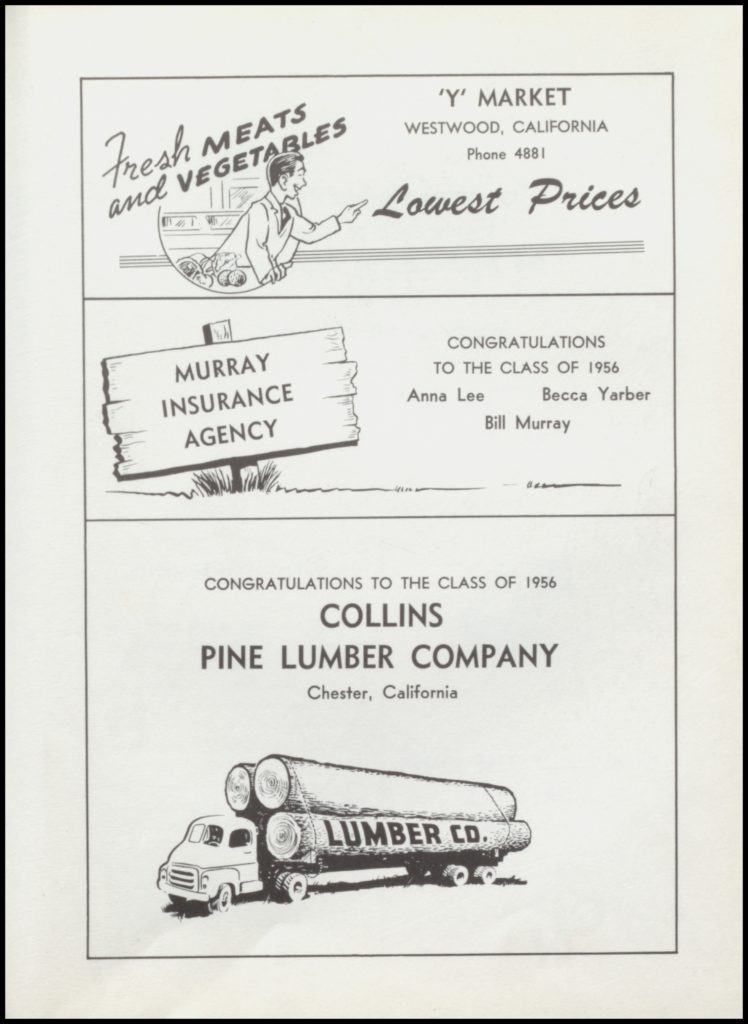 Fresh MEATS
and VEGETABLES
'Y' MARKET
WESTWOOD, CALIFORNIA
Phone 4881
Lowest Prices
MURRAY
INSURANCE
AGENCY
CONGRATULATIONS
TO THE CLASS OF 1956
Anna Lee Becca Yarber
Bill Murray
CONGRATULATIONS TO THE CLASS OF 1956
COLLINS
PINE LUMBER COMPANY
Chester, California
LUMBER CO.